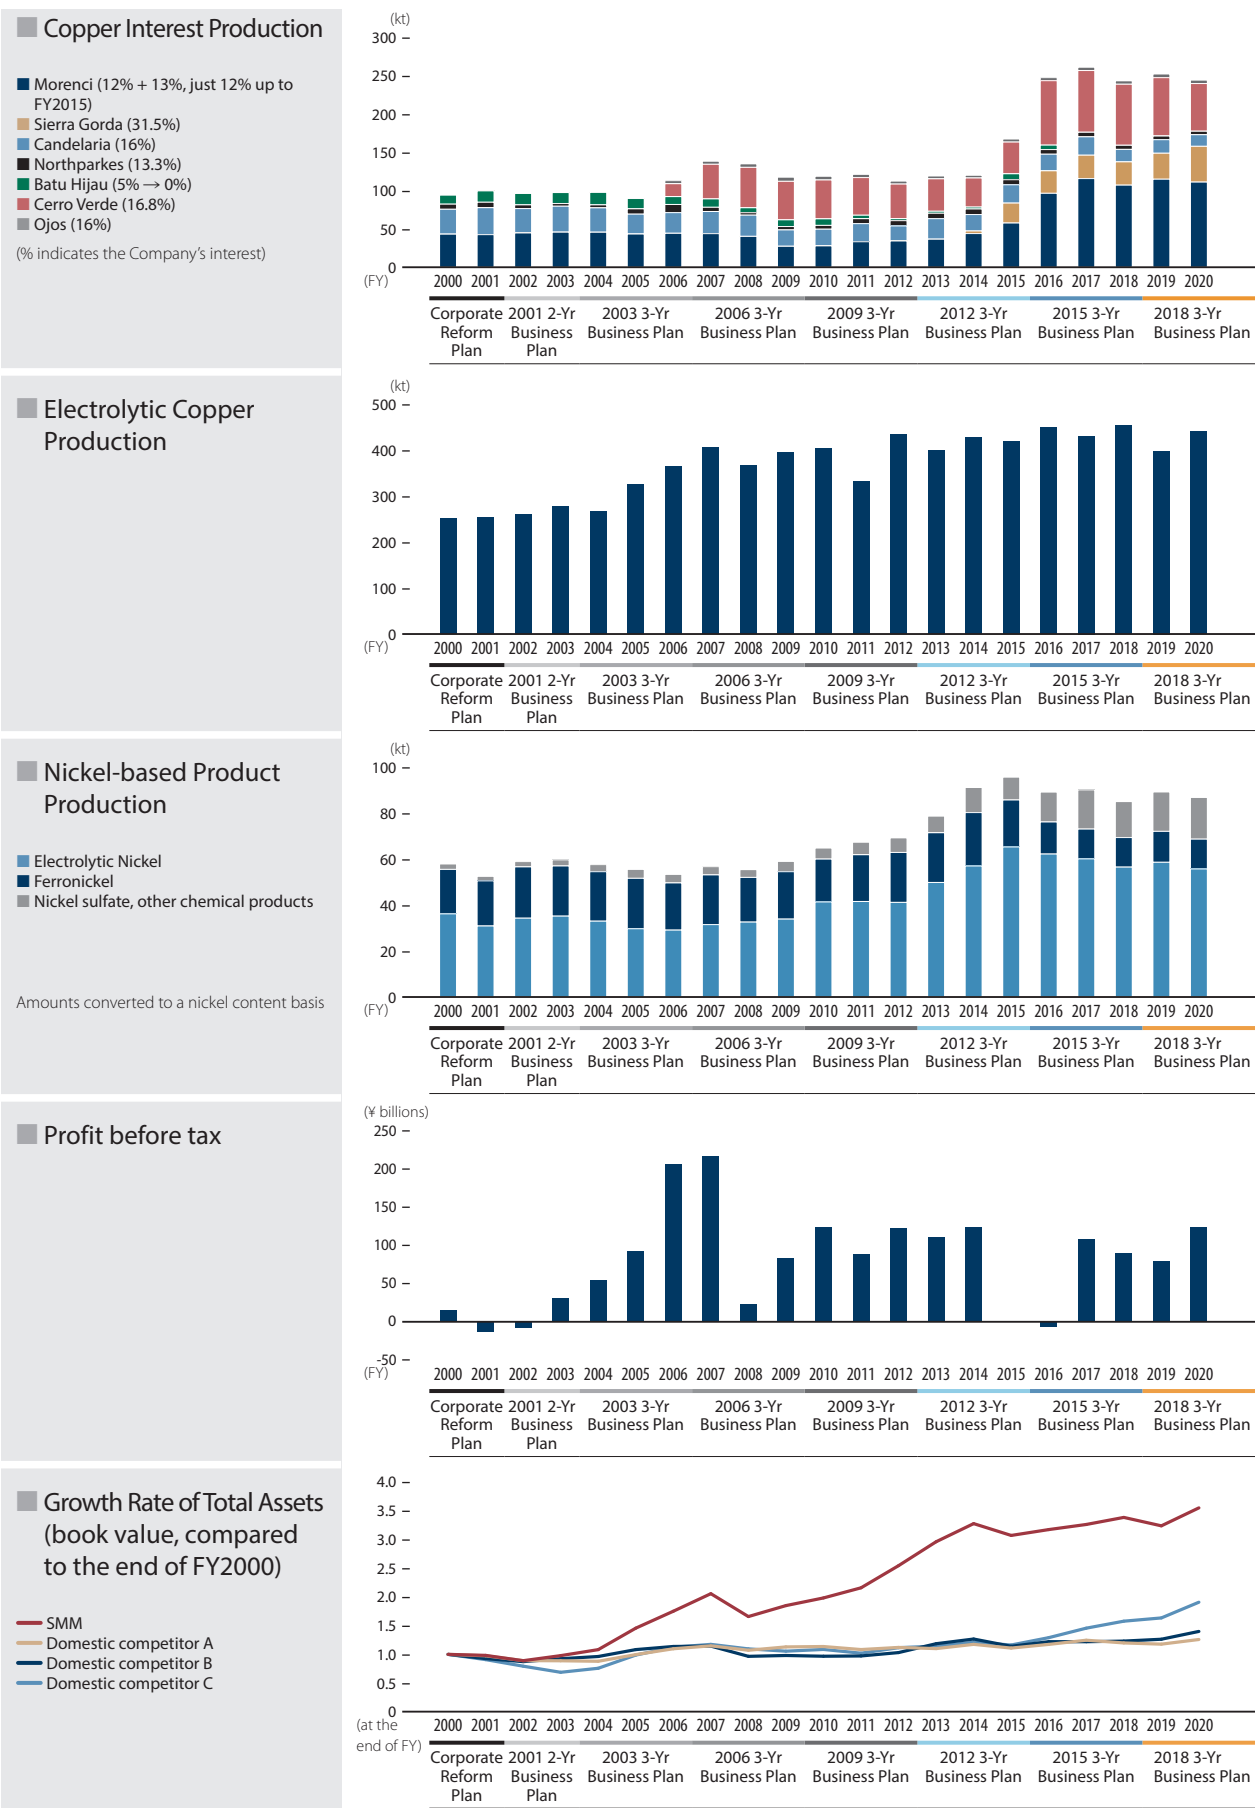 Copper Interest Production
Morenci (12% + 13%, just 12% up to
FY2015)
Sierra Gorda (31.5%)
Candelaria (16%)
Northparkes (13.3%)
Batu Hijau (5% → 0%)
Cerro Verde (16.8%)
Ojos (16%)
(% indicates the Company’s interest)
(kt)
300
250
200
150
100
50
0
(FY) 2000 2001 2002 2003 2004 2005 2006 2007 2008 2009 2010 2011 2012 2013 2014 2015 2016 2017 2018 2019 2020
Corporate 2001 2-Yr 2003 3-Yr 2006 3-Yr 2009 3-Yr 2012 3-Yr 2015 3-Yr 2018 3-Yr
Reform Business Business Plan Business Plan Business Plan Business Plan Business Plan Business Plan
Plan Plan
Electrolytic Copper
Production
(kt)
500
400
300
200
100
0
(FY) 2000 2001 2002 2003 2004 2005 2006 2007 2008 2009 2010 2011 2012 2013 2014 2015 2016 2017 2018 2019 2020
Corporate 2001 2-Yr 2003 3-Yr 2006 3-Yr 2009 3-Yr 2012 3-Yr 2015 3-Yr 2018 3-Yr
Reform Business Business Plan Business Plan Business Plan Business Plan Business Plan Business Plan
Plan Plan
Nickel-based Product
Production
Electrolytic Nickel
Ferronickel
Nickel sulfate, other chemical products
Amounts converted to a nickel content basis
(kt)
100
80
60
40
20
0
(FY) 2000 2001 2002 2003 2004 2005 2006 2007 2008 2009 2010 2011 2012 2013 2014 2015 2016 2017 2018 2019 2020
Corporate 2001 2-Yr 2003 3-Yr 2006 3-Yr 2009 3-Yr 2012 3-Yr 2015 3-Yr 2018 3-Yr
Reform Business Business Plan Business Plan Business Plan Business Plan Business Plan Business Plan
Plan Plan
Profit before tax
(¥ billions)
250
200
150
100
50
0
-50
(FY) 2000 2001 2002 2003 2004 2005 2006 2007 2008 2009 2010 2011 2012 2013 2014 2015 2016 2017 2018 2019 2020
Corporate 2001 2-Yr 2003 3-Yr 2006 3-Yr 2009 3-Yr 2012 3-Yr 2015 3-Yr 2018 3-Yr
Reform Business Business Plan Business Plan Business Plan Business Plan Business Plan Business Plan
Plan Plan
Growth Rate of Total Assets
(book value, compared
to the end of FY2000)
SMM
Domestic competitor A
Domestic competitor B
Domestic competitor C
4.0
3.5
3.0
2.5
2.0
1.5
1.0
0.5
0
(at the
end of FY)
2000 2001 2002 2003 2004 2005 2006 2007 2008 2009 2010 2011 2012 2013 2014 2015 2016 2017 2018 2019 2020
Corporate 2001 2-Yr 2003 3-Yr 2006 3-Yr 2009 3-Yr 2012 3-Yr 2015 3-Yr 2018 3-Yr
Reform Business Business Plan Business Plan Business Plan Business Plan Business Plan Business Plan
Plan Plan